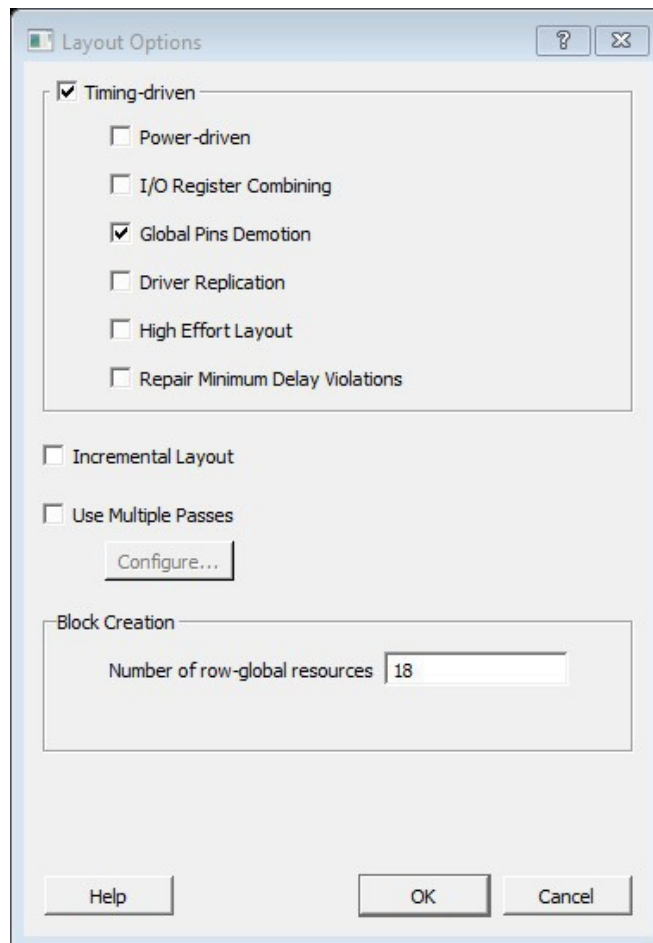 Layout Options
Timing-driven
Power-driven
I/O Register Combining
Global Pins Demotion
Driver Replication
High Effort Layout
Repair Minimum Delay Violations
Incremental Layout
Use Multiple Passes
Configure...
Block Creation
Number of row-global resources 18
Help OK Cancel